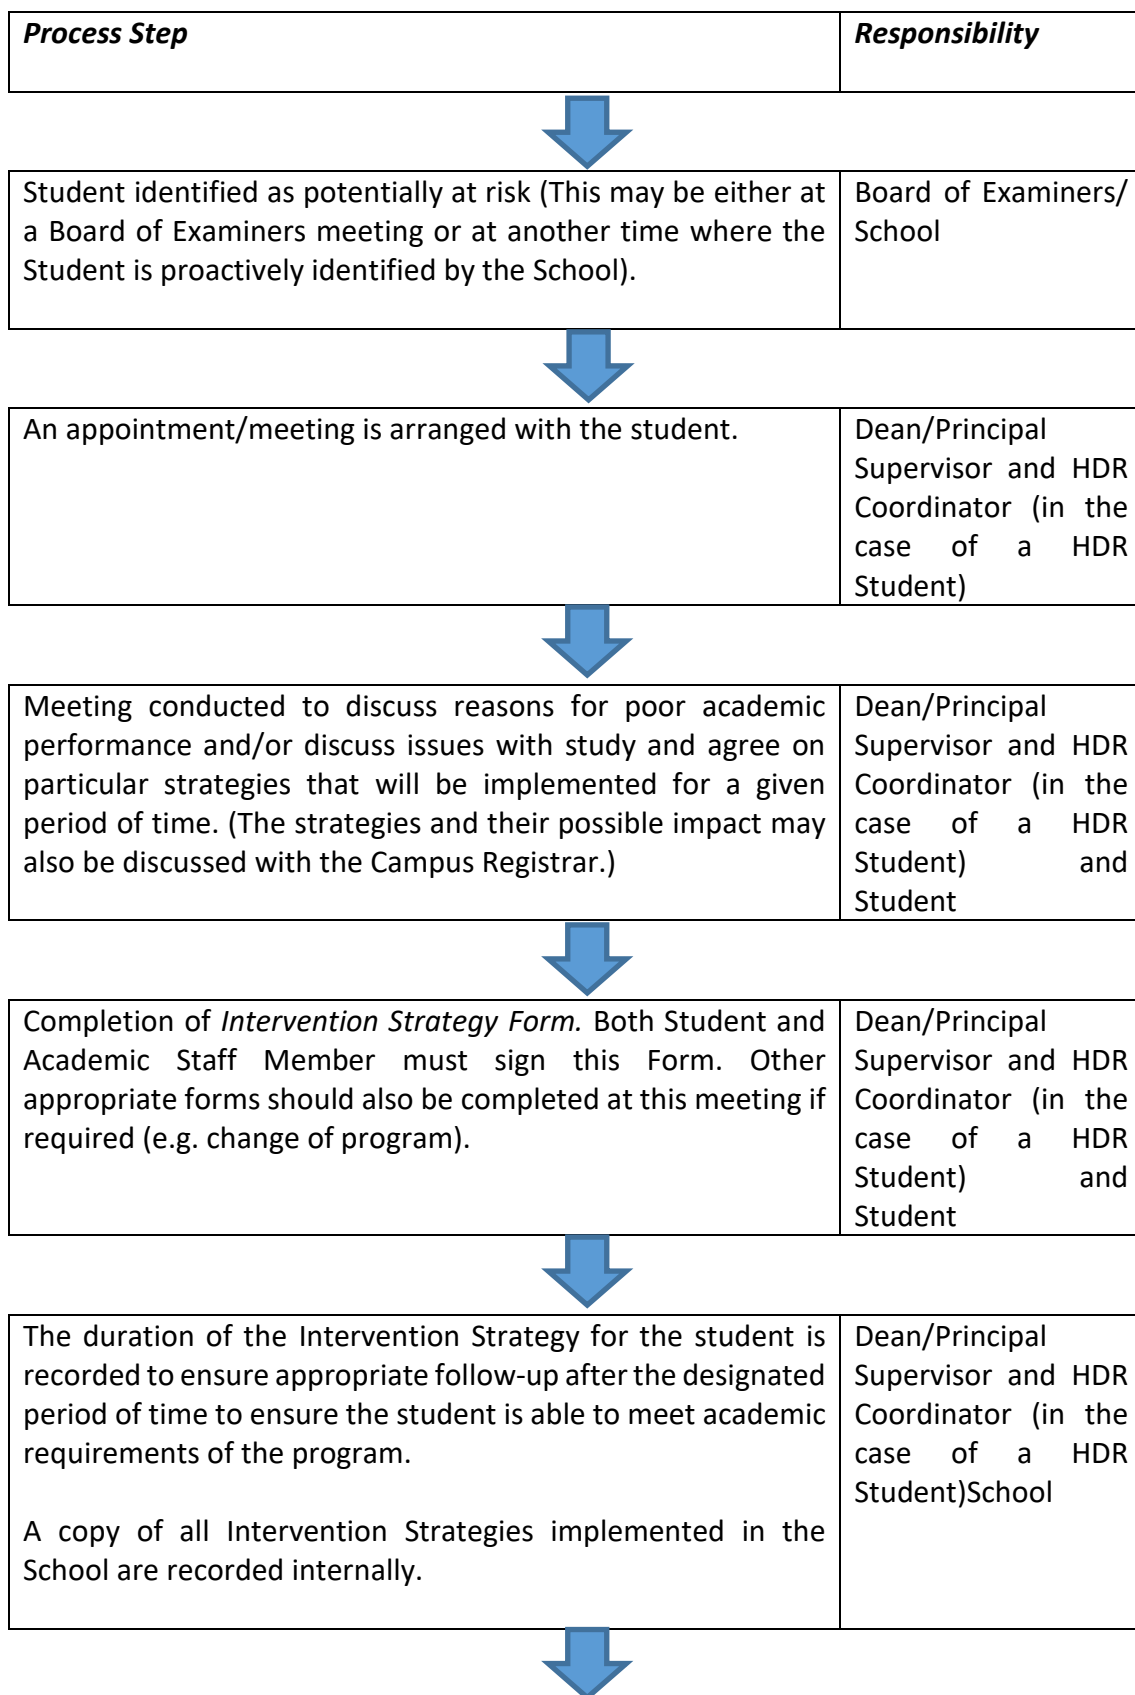 Process Step
Responsibility
Student identified as potentially at risk (This may be either at
a Board of Examiners meeting or at another time where the
Student is proactively identified by the School).
Board of Examiners/
School
An appointment/meeting is arranged with the student.
Dean/Principal
Supervisor and HDR
Coordinator (in the
case of a HDR
Student)
Meeting conducted to discuss reasons for poor academic
performance and/or discuss issues with study and agree on
particular strategies that will be implemented for a given
period of time. (The strategies and their possible impact may
also be discussed with the Campus Registrar.)
Dean/Principal
Supervisor and HDR
Coordinator (in the
case of a HDR
Student) and
Student
Completion of Intervention Strategy Form. Both Student and
Academic Staff Member must sign this Form. Other
appropriate forms should also be completed at this meeting if
required (e.g. change of program).
Dean/Principal
Supervisor and HDR
Coordinator (in the
case of a HDR
Student) and
Student
The duration of the Intervention Strategy for the student is
recorded to ensure appropriate follow-up after the designated
period of time to ensure the student is able to meet academic
requirements of the program.
A copy of all Intervention Strategies implemented in the
School are recorded internally.
Dean/Principal
Supervisor and HDR
Coordinator (in the
case of a HDR
Student)School